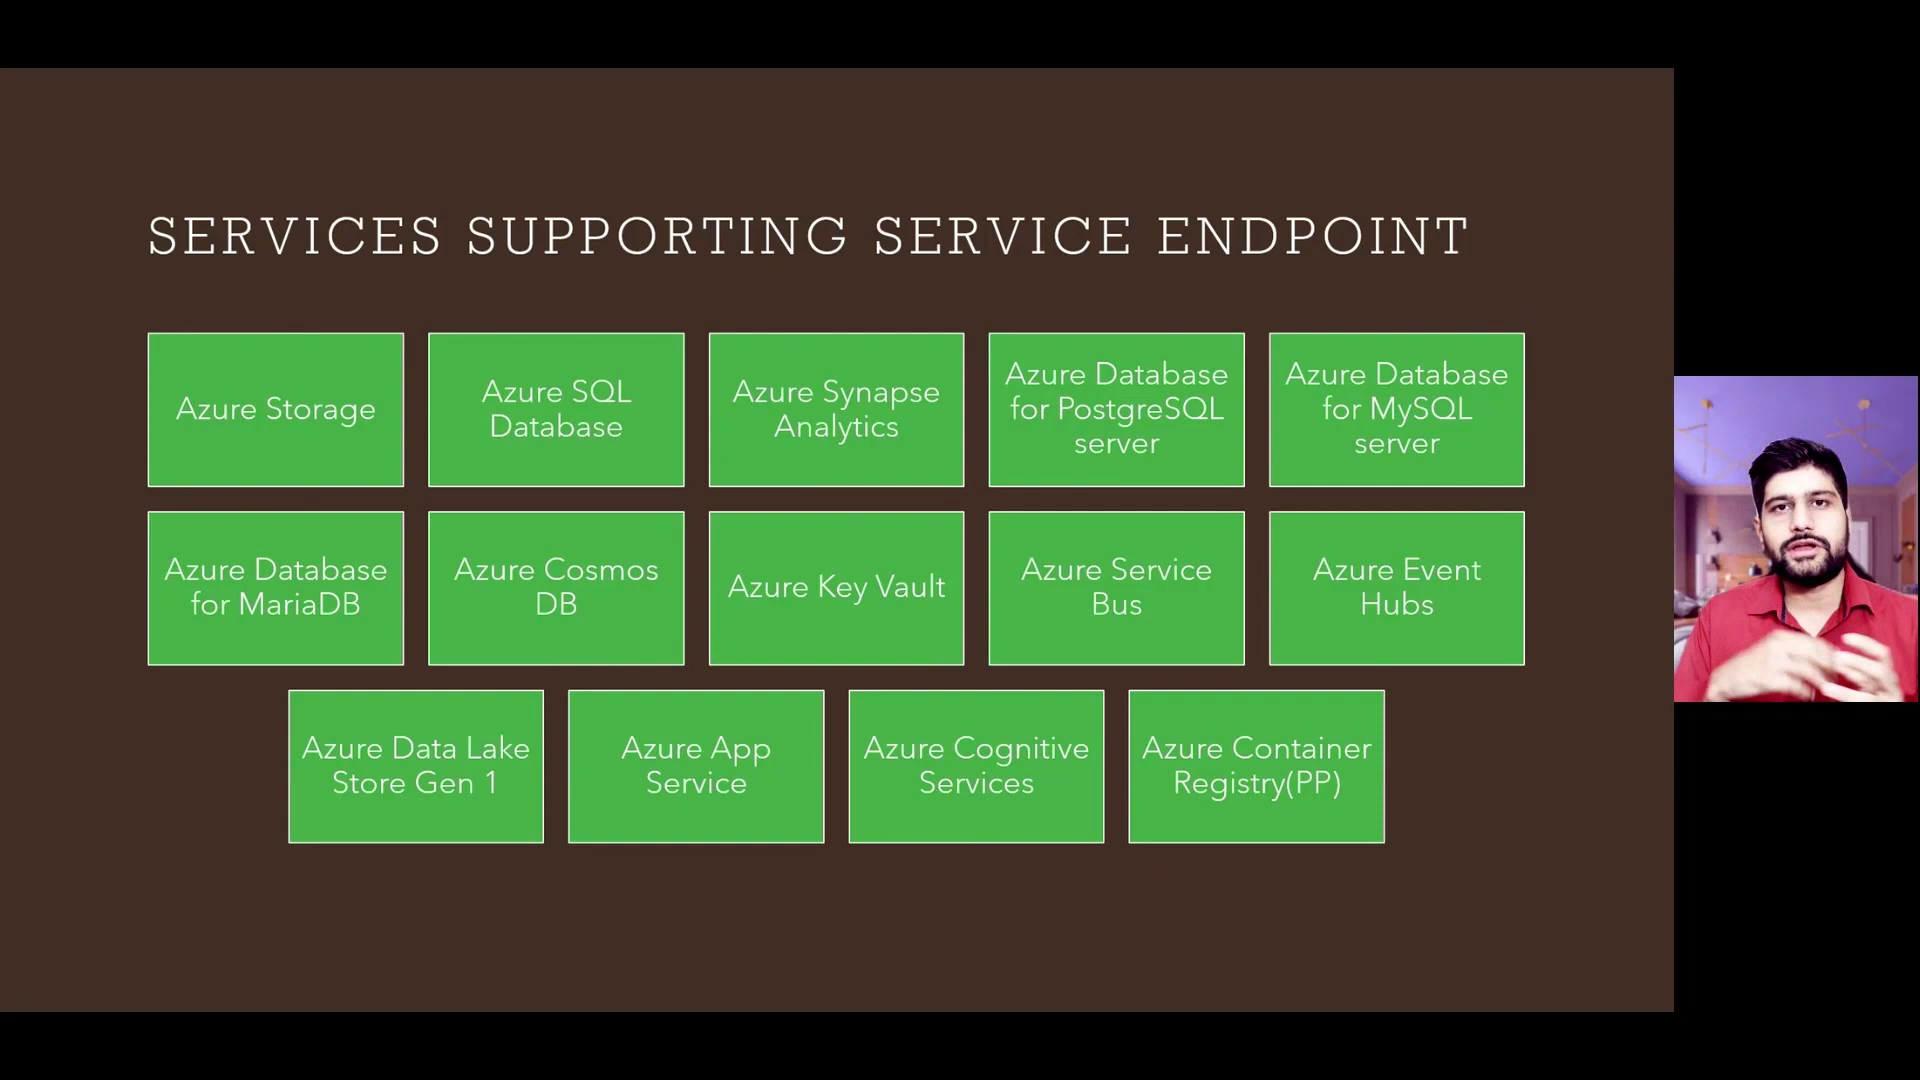 SERVICES SUPPORTING SERVICE ENDPOINT
Azure Storage
Azure SQL
Database
Azure Synapse
Analytics
Azure Database
for PostgreSQL
server
Azure Database
for MySQL
server
Azure Database
for MariaDB
Azure Cosmos
DB
Azure Key Vault
Azure Service
Bus
Azure Event
Hubs
Azure Data Lake
Store Gen 1
Azure App
Service
Azure Cognitive
Services
Azure Container
Registry(PP)